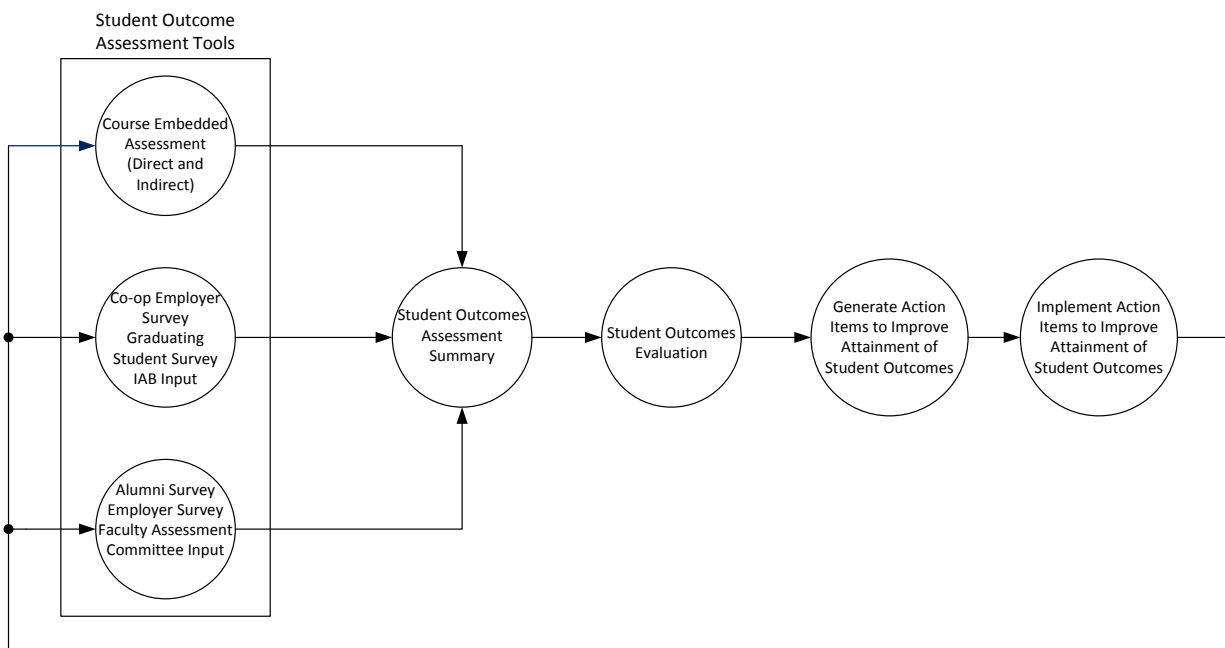 Student Outcome
Assessment Tools
Course Embedded
Assessment
(Direct and
Indirect)
Co-op Employer
Survey
Graduating
Student Survey
IAB Input
Alumni Survey
Employer Survey
Faculty Assessment
Committee Input
Student Outcomes
Assessment
Summary
Student Outcomes
Evaluation
Generate Action
Items to Improve
Attainment of
Student Outcomes
Implement Action
Items to Improve
Attainment of
Student Outcomes